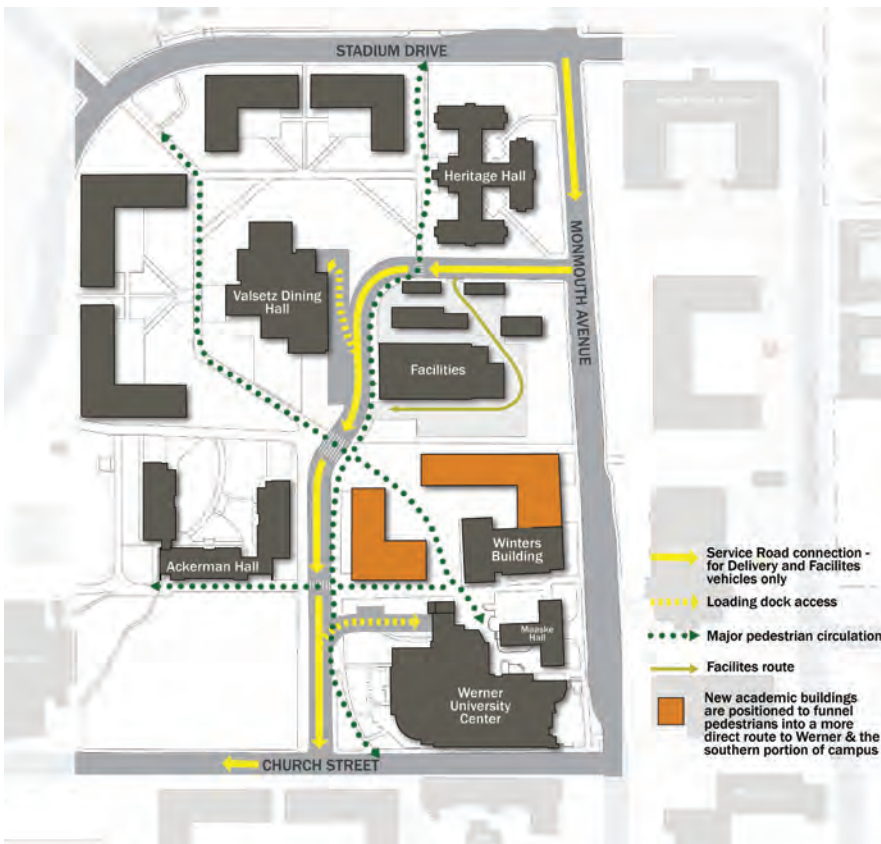 STADIUM DRIVE
Heritage Hall
MONMOUTH AVENUE
Valsetz Dining
Hall
Facilities
Winters
Building
Ackerman Hall
Maaske
Hall
Werner
University
Center
CHURCH STREET
Service Road connection -
for Delivery and Facilites
vehicles only
Loading dock access
Major pedestrian circulation
Facilites route
New academic buildings
are positioned to funnel
pedestrians into a more
direct route to Werner & the
southern portion of campus